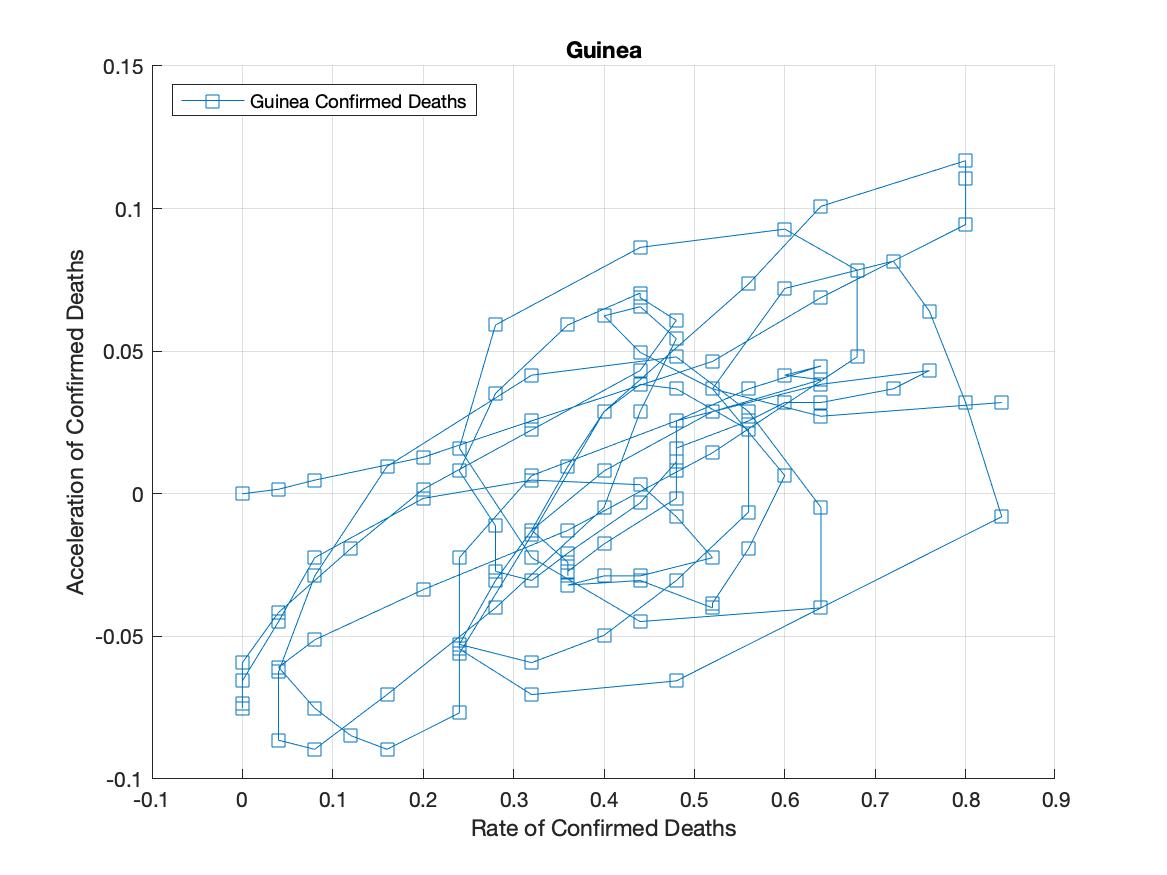 Guinea
Guinea Confirmed Deaths
0.15
0.1
0.05
0
-0.05
-0.1
Acceleration of Confirmed Deaths
-0.1 0 0.1 0.2 0.3 0.4 0.5 0.6 0.7 0.8 0.9
Rate of Confirmed Deaths